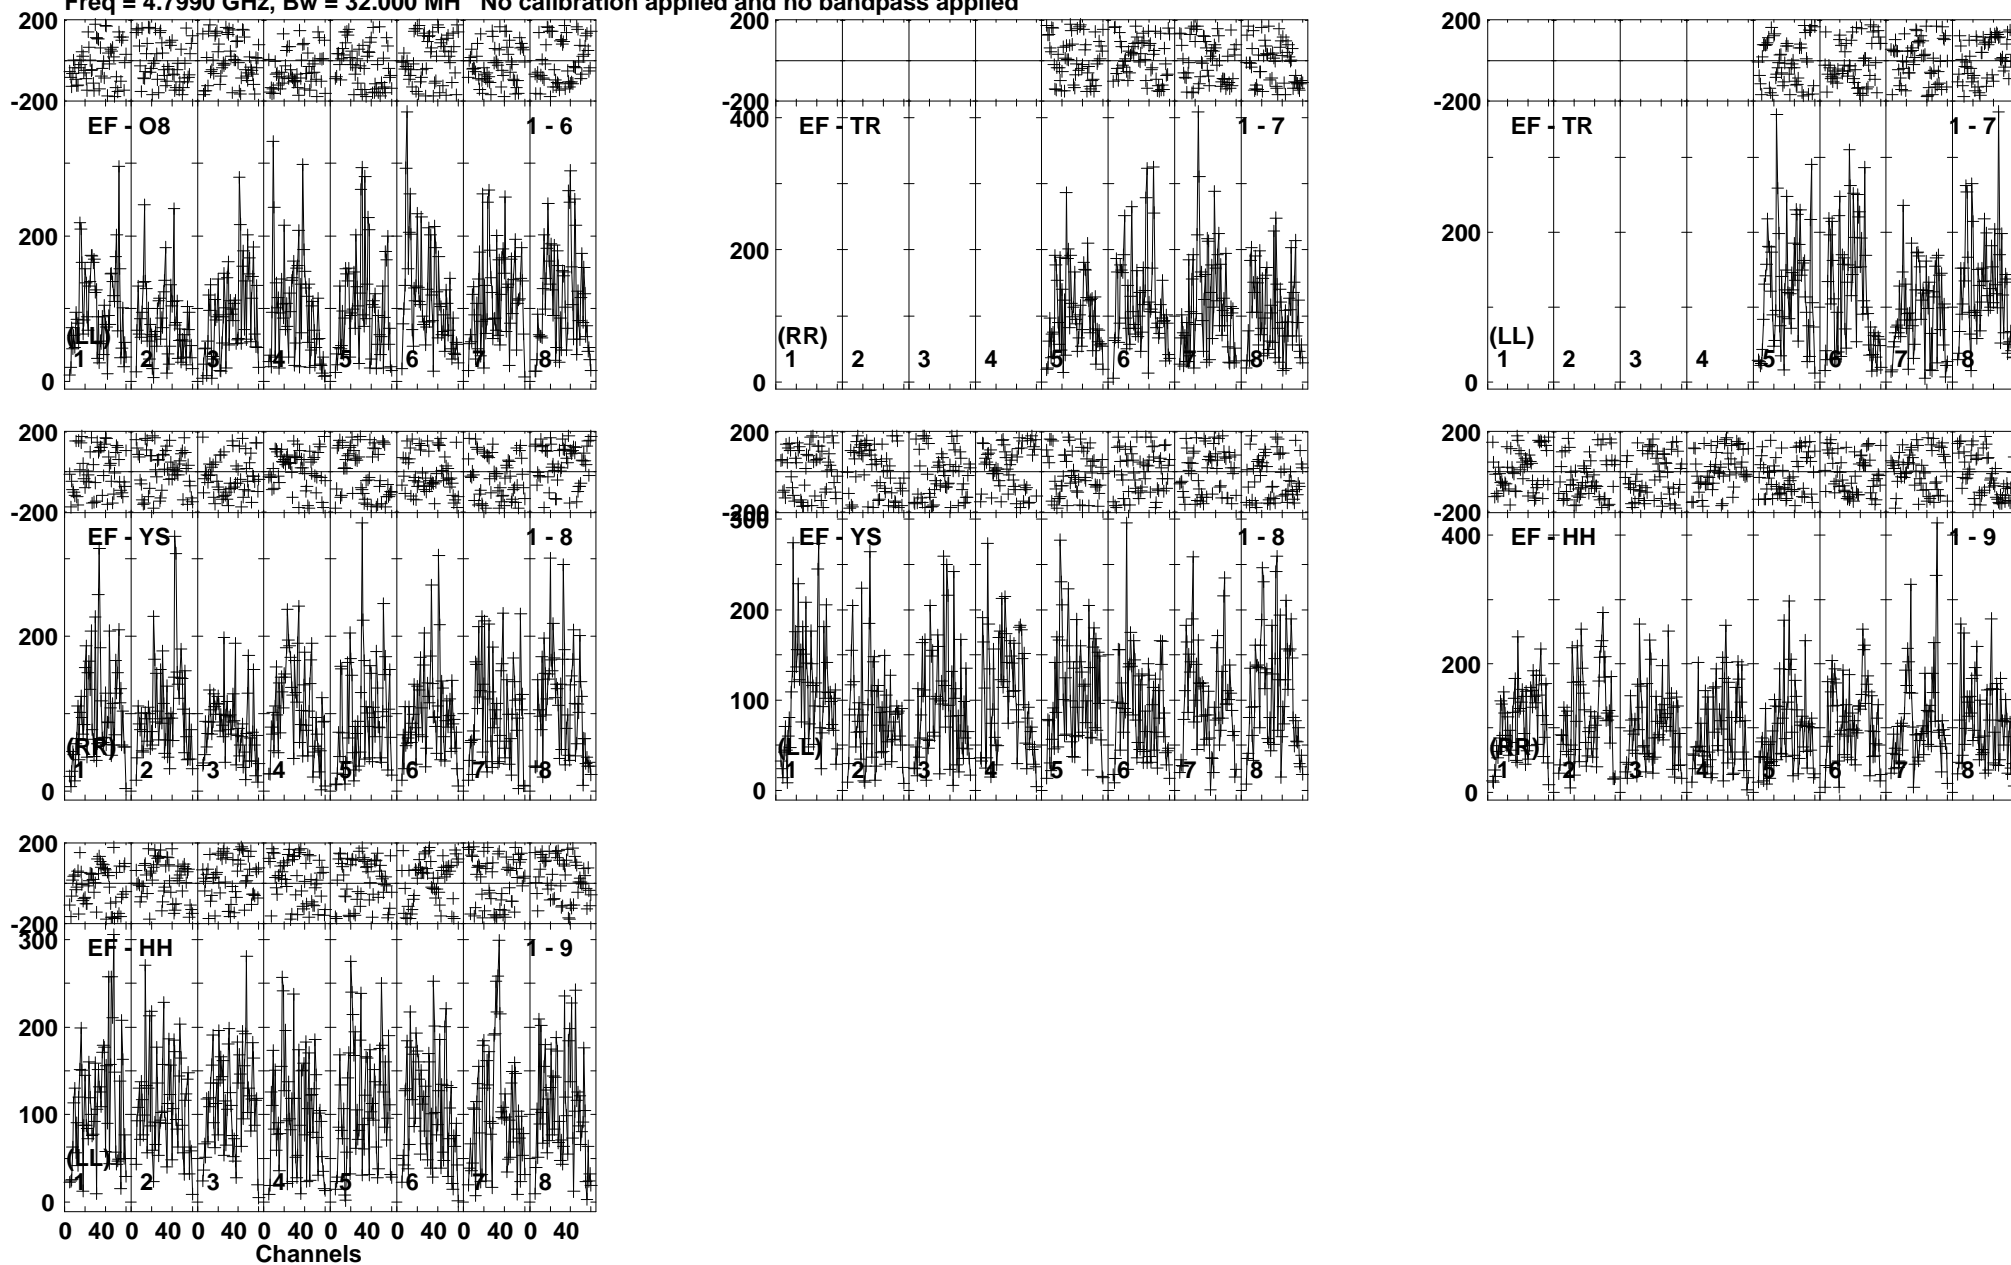 Freq = 4.7990 GHz, Bw = 32.000 MH No calibration applied and no bandpass applied
200
-200
EF - O8 1 - 6
200
(LL)
1 2 3 4 5 6 7 8
0
200
-200
400
EF - TR 1 - 7
200
(RR)
1 2 3 4 5 6 7 8
0
200
-200
EF - TR 1 - 7
200
(LL)
1 2 3 4 5 6 7 8
0
200
-200
EF - YS 1 - 8
200
(RR)
1 2 3 4 5 6 7 8
0
200
-200
300
EF - YS 1 - 8
200
100
(LL)
1 2 3 4 5 6 7 8
0
200
-200
400
EF - HH 1 - 9
200
(RR)
1 2 3 4 5 6 7 8
0
200
-200
300
EF - HH 1 - 9
200
100
(LL)
1 2 3 4 5 6 7 8
0
0 40 0 40 0 40 0 40 0 40 0 40 0 40 0 40
Channels